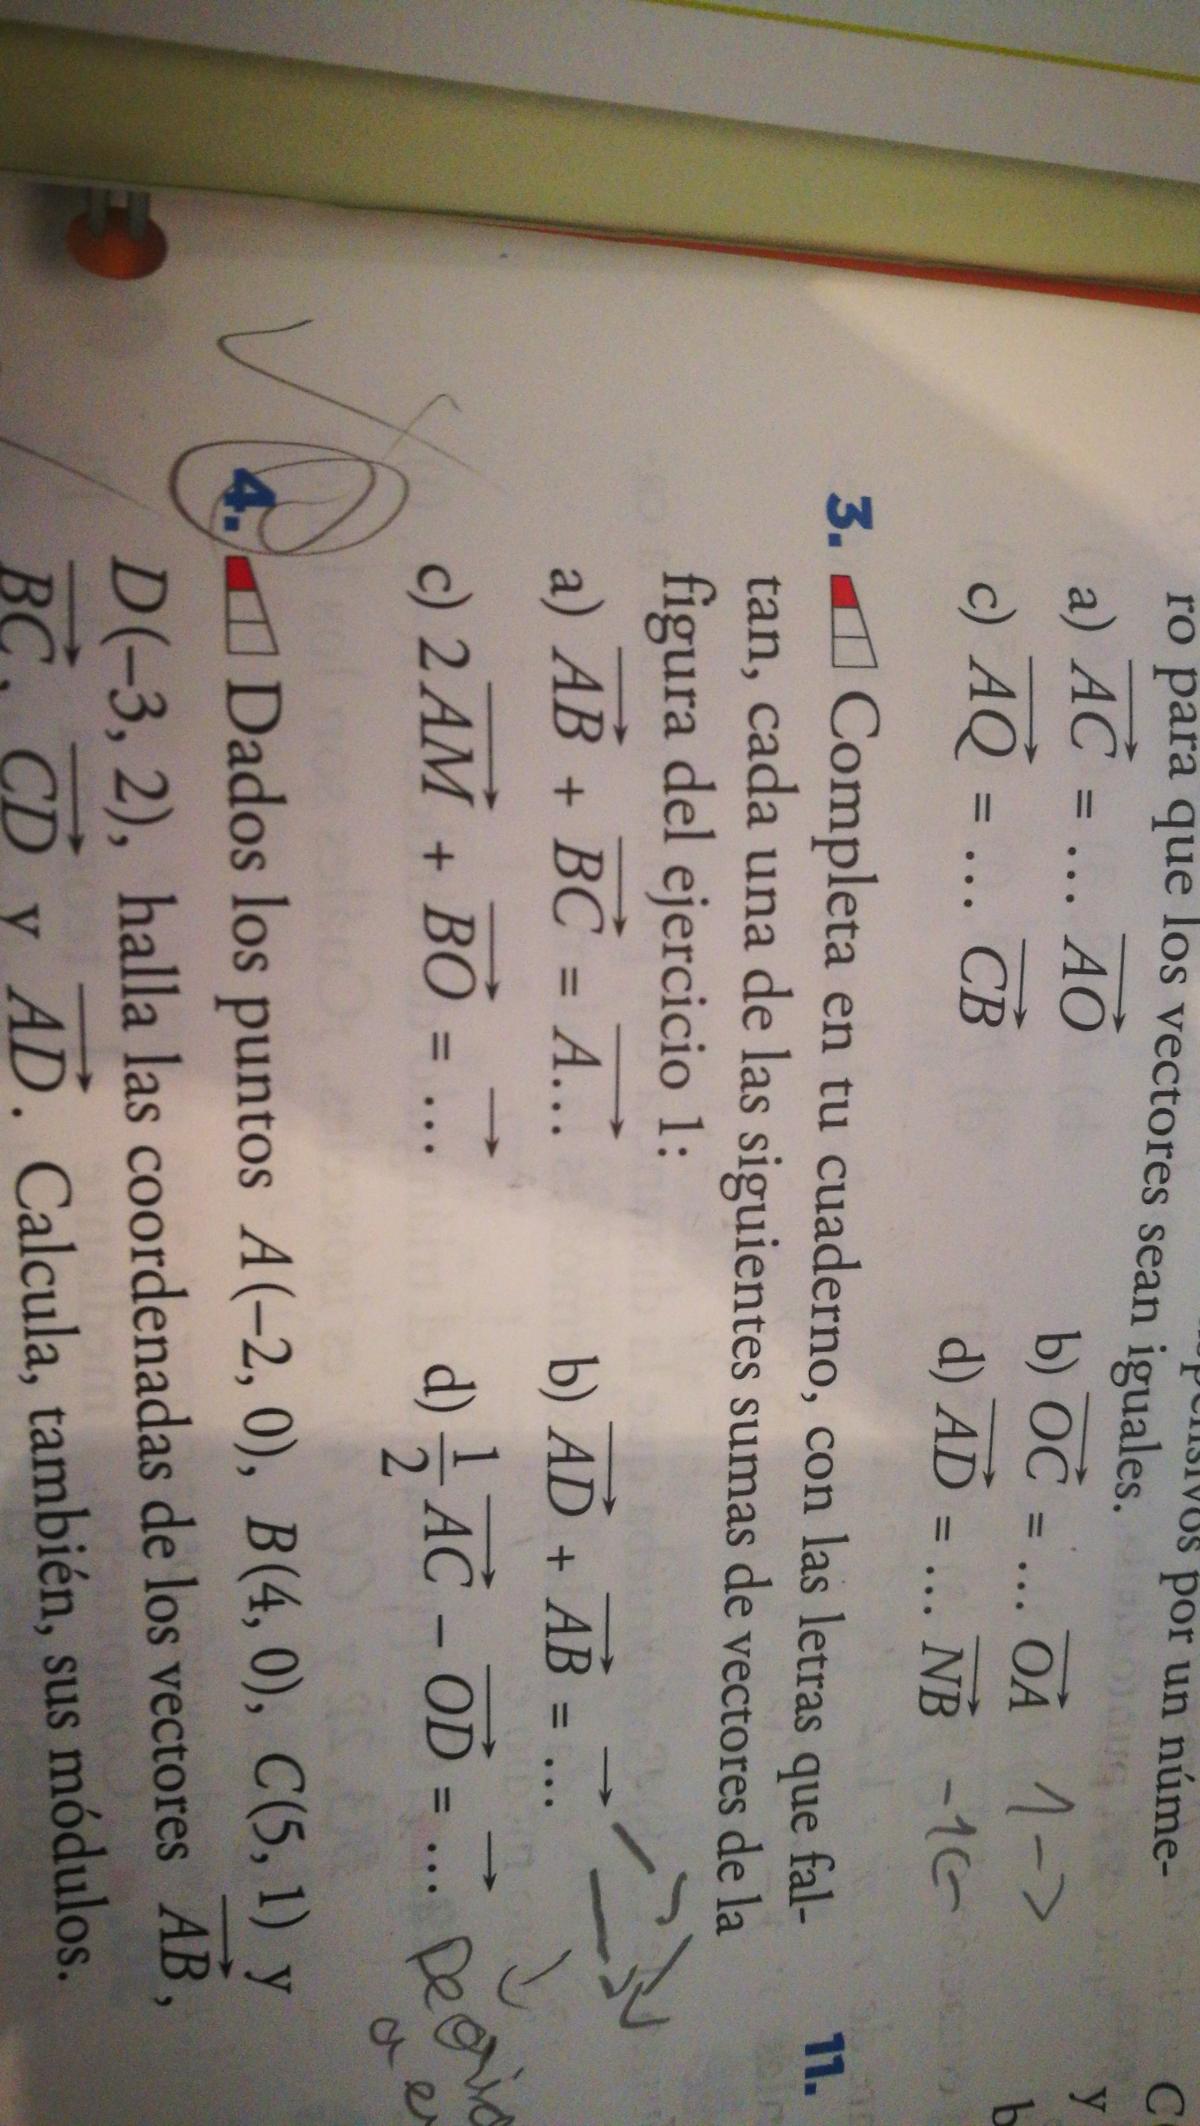 ro para que los vectores sean iguales.
a) AC = ... AO
b) OC = ... OA
c) AQ = ... CB
d) AD = ... NB
3. Completa en tu cuaderno, con las letras que fal-
tan, cada una de las siguientes sumas de vectores de la
figura del ejercicio 1:
a) AB + BC = A...
b) AD + AB = ...
c) 2AM + BO = ...
d) 1/2 AC – OD = ...
4. Dados los puntos A(–2, 0), B(4, 0), C(5, 1) y
D(–3, 2), halla las coordenadas de los vectores AB,
BC, CD y AD. Calcula, también, sus módulos.
11.
y
b